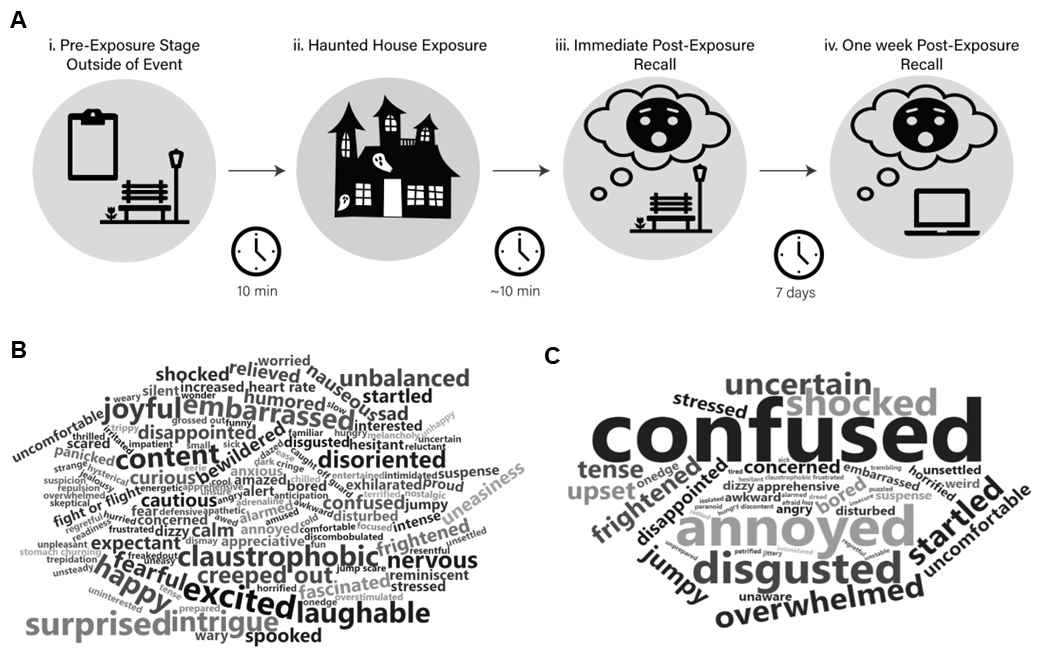 A
i. Pre-Exposure Stage
Outside of Event
ii. Haunted House Exposure
iii. Immediate Post-Exposure
Recall
iv. One week Post-Exposure
Recall
10 min
~10 min
7 days
B
worried
shocked
relieved
nauseous
unbalanced
weary
silent
increased heart rate
wonder
startled
joyful
embarrassed
humored
slow
sad
uncomfortable
trippy
grossed out
funny
hungry
interested
unhappy
thrilled
irritated
disappointed
melancholy
scared
impatient
small
sick
bewildered
familiar
disgusted
hesitant
uncertain
reluctant
panicked
content
dazed
ease
caught off guard
disoriented
strange
hysterical
jealousy
eerie
dark
cringe
suspicion
curious
cool
amazed
anxious
chilled
entertained
intimidated
suspense
repulsion
energetic
apprehensive
bored
exhilarated
proud
uneasiness
overwhelmed
flight
unsure
alert
anticipation
terrified
nostalgic
skeptical
cautious
angry
adrenaline
awkward
confused
jumpy
fight or flight
fear
defensive
apathetic
alarmed
amused
disturbed
regretful
hurried
concerned
awed
cold
focused
intense
readiness
frustrated
dizzy
calm
annoyed
comfortable
discombobulated
frightened
unsettled
unpleasant
expectant
dismay
appreciative
fun
stomach churning
freakedout
uneasy
claustrophobic
resentful
trepidation
fearful
jump scare
nervous
unsteady
happy
creeped out
reminiscent
tense
horrified
fascinated
stressed
uninterested
excited
onedge
overstimulated
prepared
laughable
surprised
intrigue
wary
spooked
C
uncertain
stressed
shocked
confused
tense
onedge
sick
tired
concerned
embarrassed
trembling
horrified
unsettled
upset
frightened
disappointed
hesitant
claustrophobic
frustrated
puzzled
weird
dizzy
apprehensive
bored
insecure
suspense
isolated
awkward
alarmed
dread
paranoid
afraid
loss
hungry
discontent
angry
disturbed
startled
annoyed
uncomfortable
unprepared
petrified
jittery
intimidated
regretful
unstable
jumpy
disgusted
unaware
overwhelmed